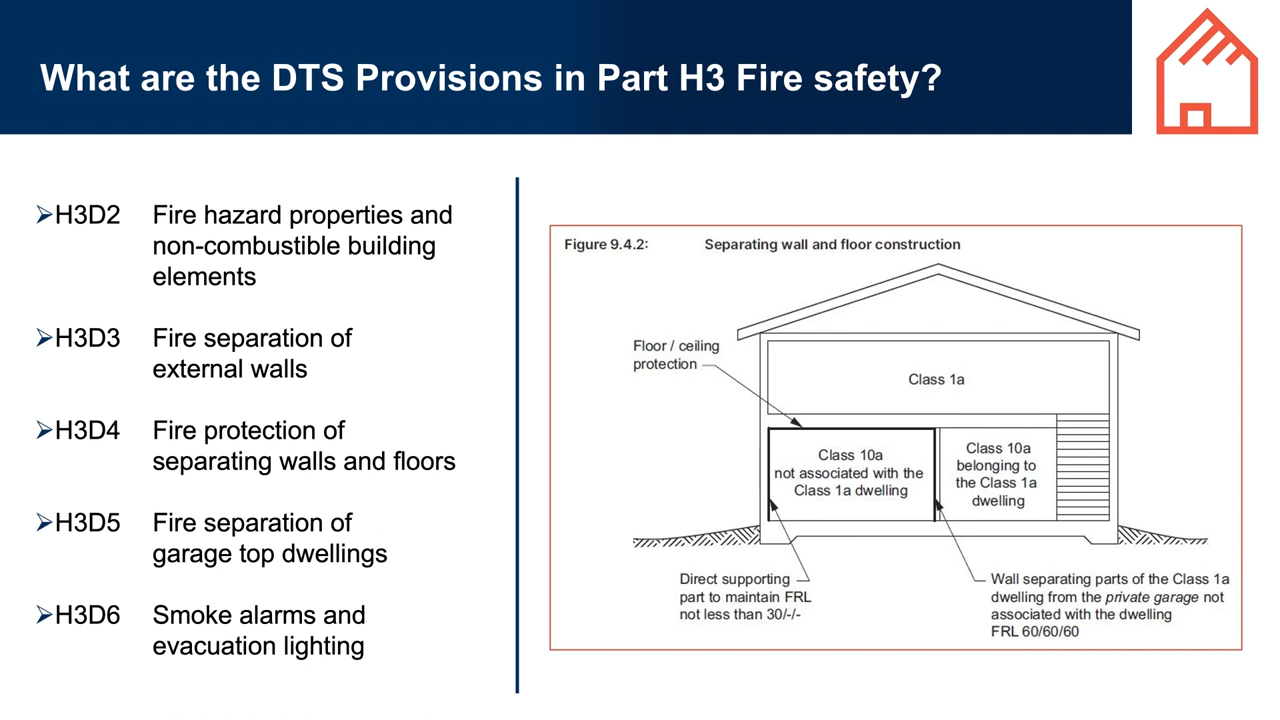 What are the DTS Provisions in Part H3 Fire safety?
➢H3D2 Fire hazard properties and
non-combustible building
elements
➢H3D3 Fire separation of
external walls
➢H3D4 Fire protection of
separating walls and floors
➢H3D5 Fire separation of
garage top dwellings
➢H3D6 Smoke alarms and
evacuation lighting
Figure 9.4.2: Separating wall and floor construction
Floor / ceiling
protection
Class 1a
Class 10a
not associated with the
Class 1a dwelling
Class 10a
belonging to
the Class 1a
dwelling
Direct supporting
part to maintain FRL
not less than 30/-/-
Wall separating parts of the Class 1a
dwelling from the private garage not
associated with the dwelling
FRL 60/60/60